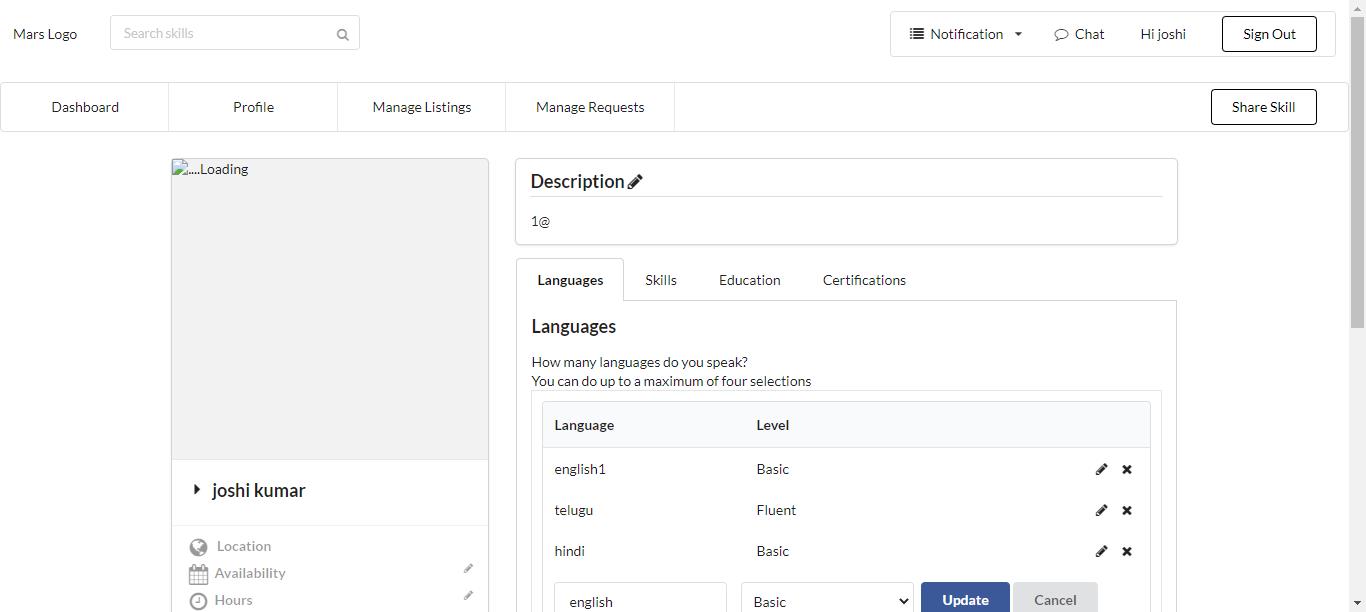 Mars Logo
Search skills
Notification
Chat
Hi joshi
Sign Out
Dashboard
Profile
Manage Listings
Manage Requests
Share Skill
....Loading
joshi kumar
Location
Availability
Hours
Description
1@
Languages
Skills
Education
Certifications
Languages
How many languages do you speak?
You can do up to a maximum of four selections
Language Level
english1 Basic
telugu Fluent
hindi Basic
english Basic Update Cancel